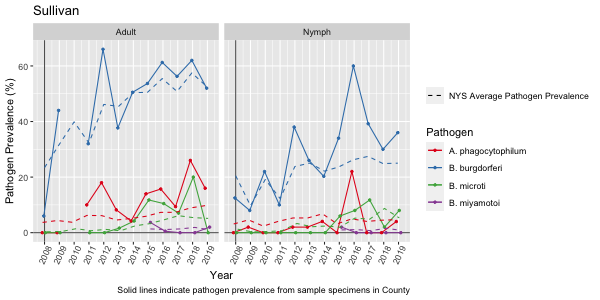 Sullivan
Adult
Nymph
Pathogen Prevalence (%)
60
40
20
0
2008 2009 2010 2011 2012 2013 2014 2015 2016 2017 2018 2019
2008 2009 2010 2011 2012 2013 2014 2015 2016 2017 2018 2019
Year
Solid lines indicate pathogen prevalence from sample specimens in County
NYS Average Pathogen Prevalence
Pathogen
A. phagocytophilum
B. burgdorferi
B. microti
B. miyamotoi